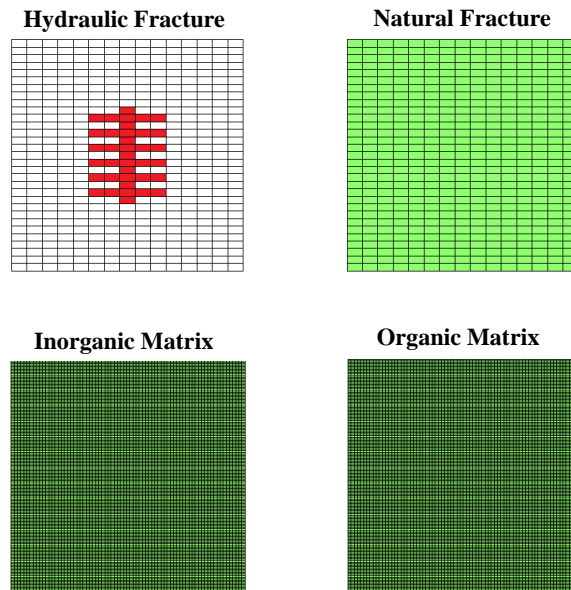 Hydraulic Fracture
Natural Fracture
Inorganic Matrix
Organic Matrix